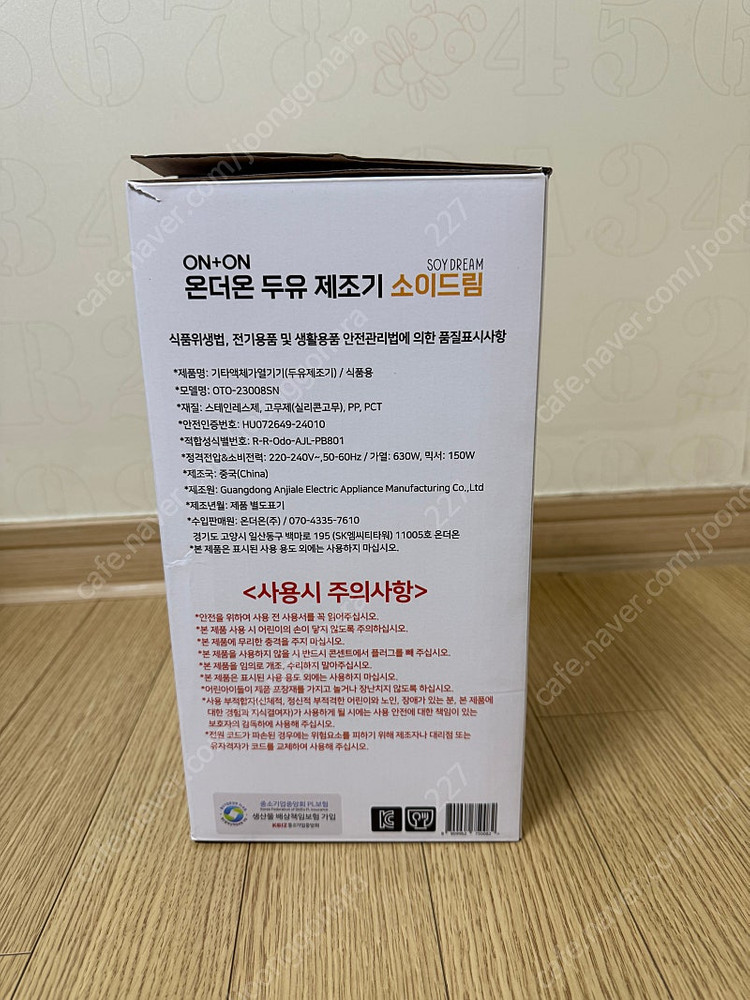 ON+ON
SOY DREAM
온더온 두유 제조기 소이드림
식품위생법, 전기용품 및 생활용품 안전관리법에 의한 품질표시사항
*제품명: 기타액체가열기기(두유제조기) / 식품용
*모델명: OTO-23008SN
*재질: 스테인레스제, 고무제(실리콘고무), PP, PCT
*안전인증번호: HU072649-24010
*적합성식별번호: R-R-Odo-AJL-PB801
*정격전압&소비전력: 220-240V~,50-60Hz / 가열: 630W, 믹서: 150W
*제조국: 중국(China)
*제조원: Guangdong Anjiale Electric Appliance Manufacturing Co.,Ltd
*제조년월: 제품 별도표기
*수입판매원: 온더온(주) / 070-4335-7610
경기도 고양시 일산동구 백마로 195 (SK엠씨티타워) 11005호 온더온
*본 제품은 표시된 사용 용도 외에는 사용하지 마십시오.
<사용시 주의사항>
*안전을 위하여 사용 전 사용서를 꼭 읽어주십시오.
*본 제품 사용 시 어린이의 손이 닿지 않도록 주의하십시오.
*본 제품에 무리한 충격을 주지 마십시오.
*본 제품을 사용하지 않을 시 반드시 콘센트에서 플러그를 빼 주십시오.
*본 제품을 임의로 개조, 수리하지 말아주십시오.
*본 제품은 표시된 사용 용도 외에는 사용하지 마십시오.
*어린아이들이 제품 포장재를 가지고 놀거나 장난치지 않도록 하십시오.
*사용 부적합자(신체적, 정신적 부적격한 어린이와 노인, 장애가 있는 분, 본 제품에
대한 경험과 지식결여자)가 사용하게 될 시에는 사용 안전에 대한 책임이 있는
보호자의 감독하에 사용해 주십시오.
*전원 코드가 파손된 경우에는 위험요소를 피하기 위해 제조자나 대리점 또는
유자격자가 코드를 교체하여 사용해 주십시오.
중소기업중앙회 PL보험
생산물 배상책임보험 가입
KBIZ 중소기업중앙회
cafe.naver.com/joonggonara
227